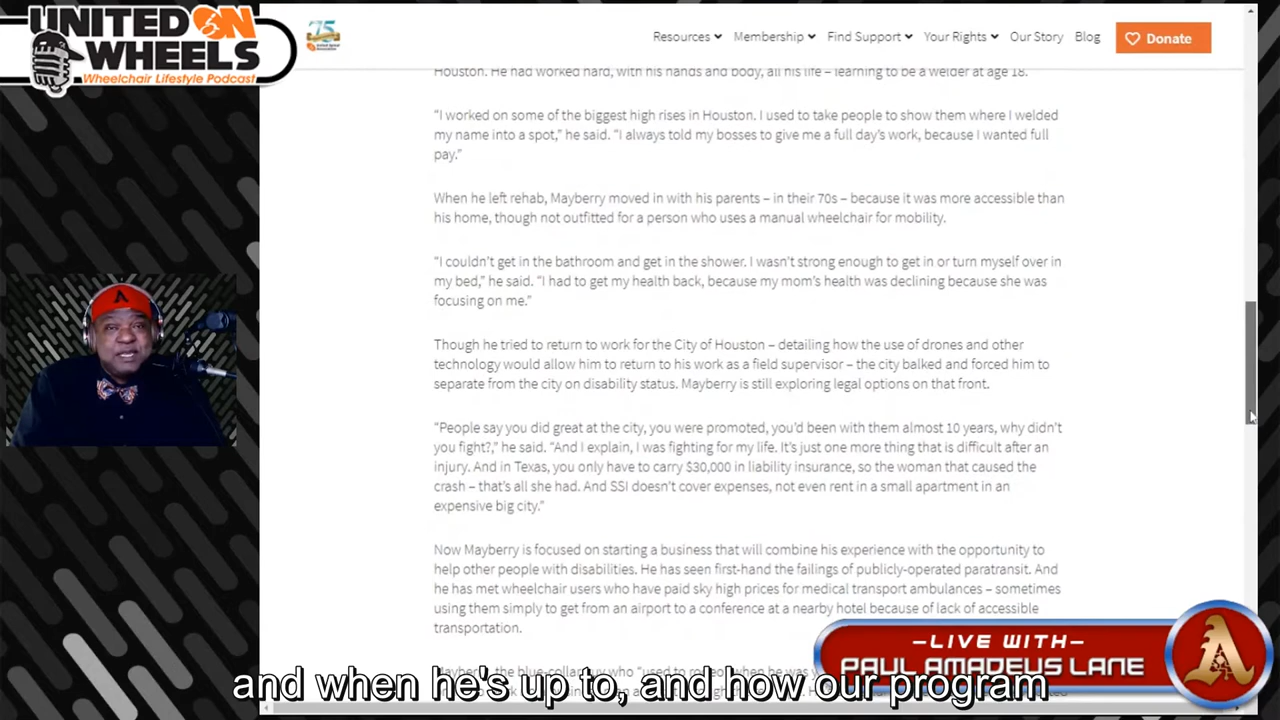 UNITED ON
WHEELS
Wheelchair Lifestyle Podcast
75
Resources
Membership
Find Support
Your Rights
Our Story
Blog
Donate
Houston. He had worked hard, with his hands and body, all his life – learning to be a welder at age 18.
“I worked on some of the biggest high rises in Houston. I used to take people to show them where I welded
my name into a spot,” he said. “I always told my bosses to give me a full day’s work, because I wanted full
pay.”
When he left rehab, Mayberry moved in with his parents – in their 70s – because it was more accessible than
his home, though not outfitted for a person who uses a manual wheelchair for mobility.
“I couldn’t get in the bathroom and get in the shower. I wasn’t strong enough to get in or turn myself over in
my bed,” he said. “I had to get my health back, because my mom’s health was declining because she was
focusing on me.”
Though he tried to return to work for the City of Houston – detailing how the use of drones and other
technology would allow him to return to his work as a field supervisor – the city balked and forced him to
separate from the city on disability status. Mayberry is still exploring legal options on that front.
“People say you did great at the city, you were promoted, you’d been with them almost 10 years, why didn’t
you fight?,” he said. “And I explain, I was fighting for my life. It’s just one more thing that is difficult after an
injury. And in Texas, you only have to carry $30,000 in liability insurance, so the woman that caused the
crash – that’s all she had. And SSI doesn’t cover expenses, not even rent in a small apartment in an
expensive big city.”
Now Mayberry is focused on starting a business that will combine his experience with the opportunity to
help other people with disabilities. He has seen first-hand the failings of publicly-operated paratransit. And
he has met wheelchair users who have paid sky high prices for medical transport ambulances – sometimes
using them simply to get from an airport to a conference at a nearby hotel because of lack of accessible
transportation.
–LIVE WITH–
PAUL AMADEUS LANE
A
the blue-collar guy who “used to rodeo when he was
and when he's up to, and how our program